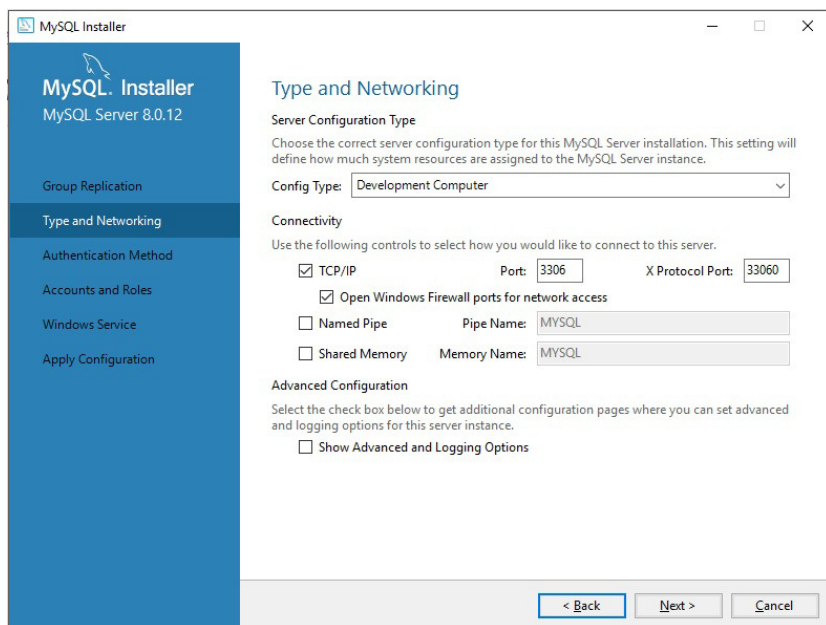 MySQL Installer
MySQL. Installer
MySQL Server 8.0.12
Group Replication
Type and Networking
Authentication Method
Accounts and Roles
Windows Service
Apply Configuration
Type and Networking
Server Configuration Type
Choose the correct server configuration type for this MySQL Server installation. This setting will
define how much system resources are assigned to the MySQL Server instance.
Config Type: Development Computer
Connectivity
Use the following controls to select how you would like to connect to this server.
TCP/IP Port: 3306 X Protocol Port: 33060
Open Windows Firewall ports for network access
Named Pipe Pipe Name: MYSQL
Shared Memory Memory Name: MYSQL
Advanced Configuration
Select the check box below to get additional configuration pages where you can set advanced
and logging options for this server instance.
Show Advanced and Logging Options
< Back Next > Cancel